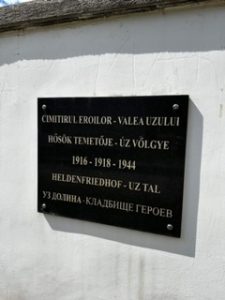 CIMITIRUL EROILOR - VALEA UZULUI
HŐSÖK TEMETŐJE - ÚZ VÖLGYE
1916 - 1918 - 1944
HELDENFRIEDHOF - UZ TAL
УЗ ДОЛИНА - КЛАДБИЩЕ ГЕРОЕВ